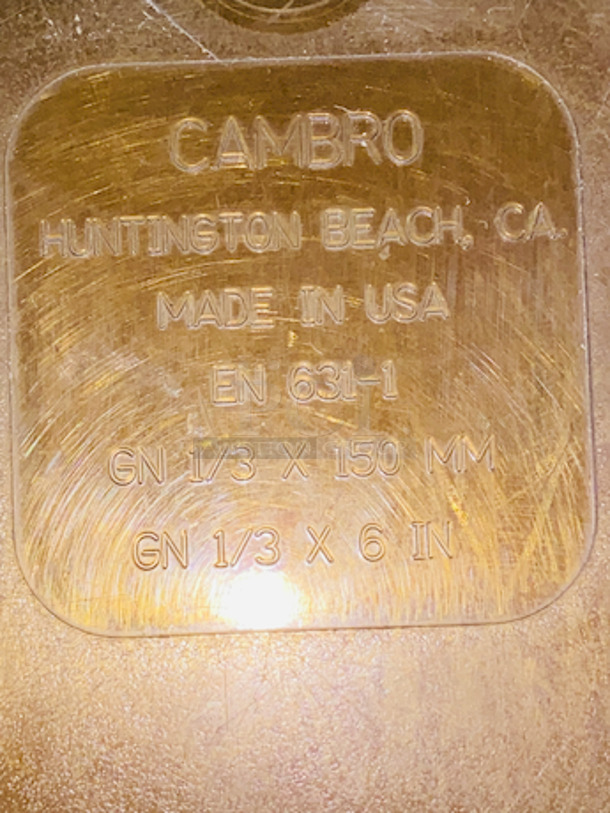 CAMBRO
HUNTINGTON BEACH, CA.
MADE IN USA
EN 631-1
GN 1/3 X 150 MM
GN 1/3 X 6 IN